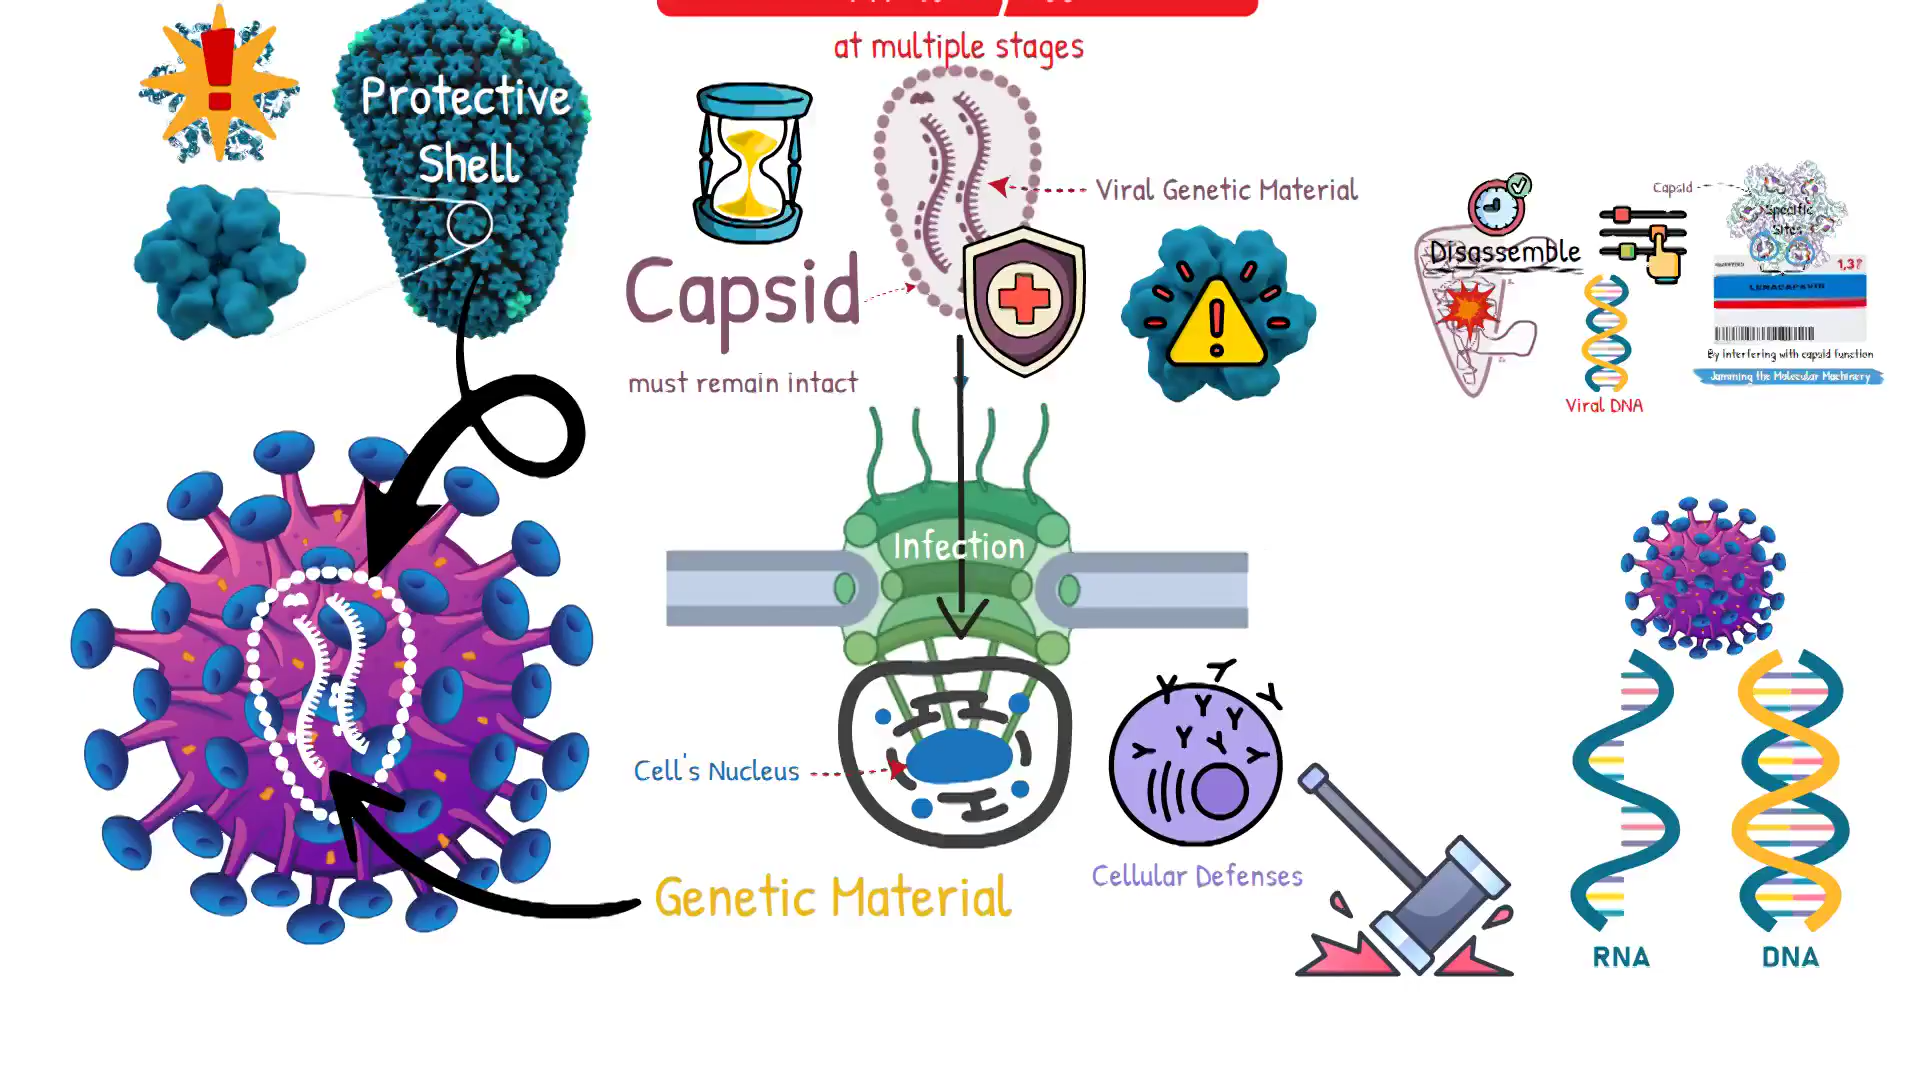 at multiple stages
Protective
Shell
Viral Genetic Material
Capsid
must remain intact
Disassemble
Viral DNA
Capsid
specific
sites
LENACAPAVIR
By interfering with capsid function
Jamming the Molecular Machinery
Infection
Cell's Nucleus
Cellular Defenses
Genetic Material
RNA
DNA